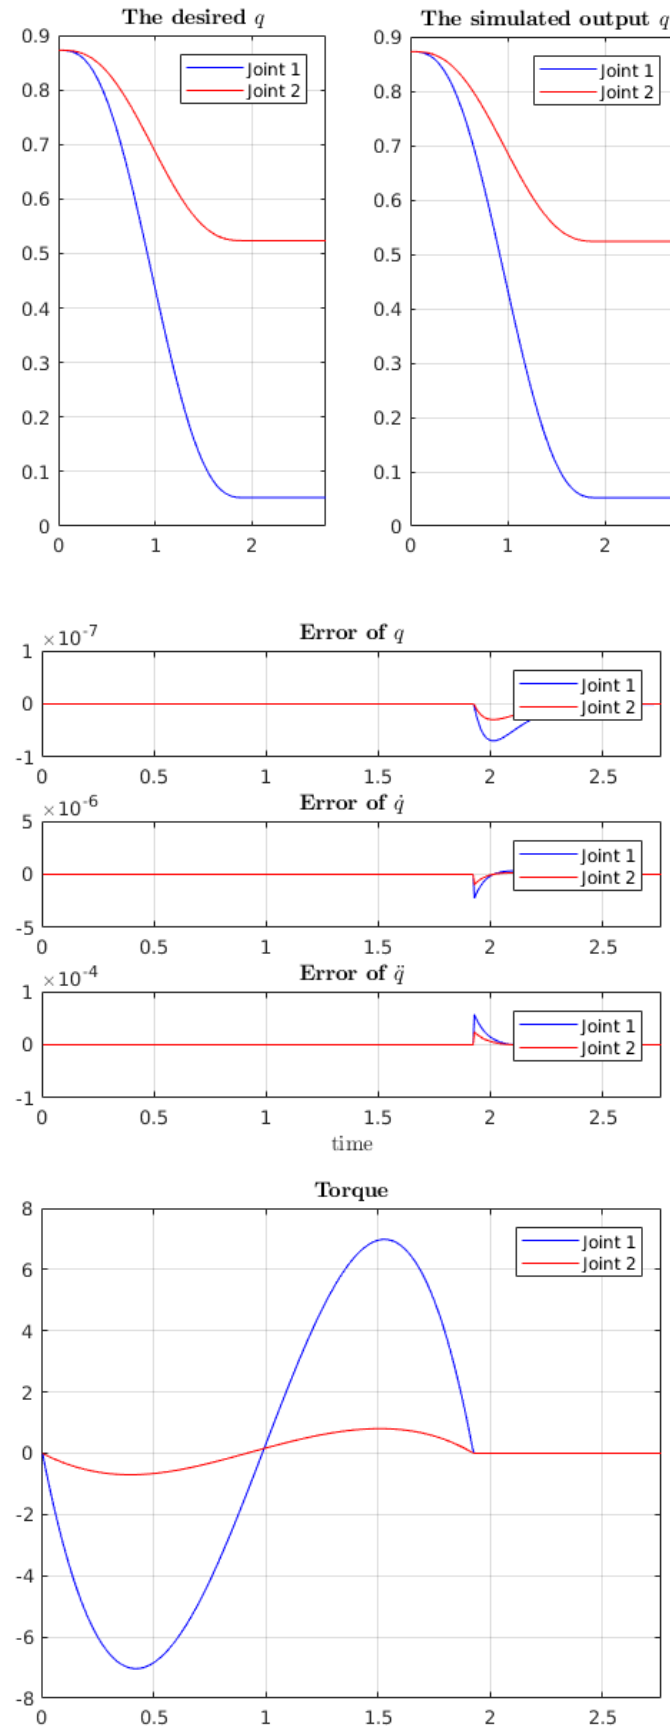 The desired q
0.9
0.8
0.7
0.6
0.5
0.4
0.3
0.2
0.1
0
0 1 2
Joint 1
Joint 2
The simulated output q
0.9
0.8
0.7
0.6
0.5
0.4
0.3
0.2
0.1
0
0 1 2
Joint 1
Joint 2
×10⁻⁷
Error of q
1
0
-1
0 0.5 1 1.5 2 2.5
Joint 1
Joint 2
×10⁻⁶
Error of q̇
5
0
-5
0 0.5 1 1.5 2 2.5
Joint 1
Joint 2
×10⁻⁴
Error of q̈
1
0
-1
0 0.5 1 1.5 2 2.5
Joint 1
Joint 2
time
Torque
8
6
4
2
0
-2
-4
-6
-8
0 0.5 1 1.5 2 2.5
Joint 1
Joint 2